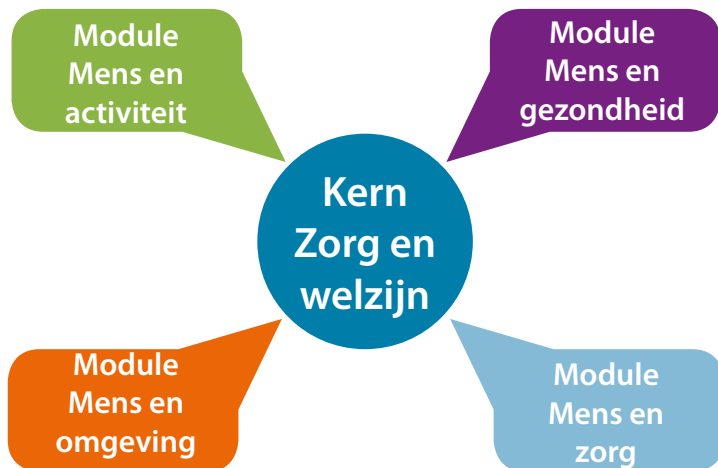 Module
Mens en
activiteit
Module
Mens en
gezondheid
Kern
Zorg en
welzijn
Module
Mens en
omgeving
Module
Mens en
zorg